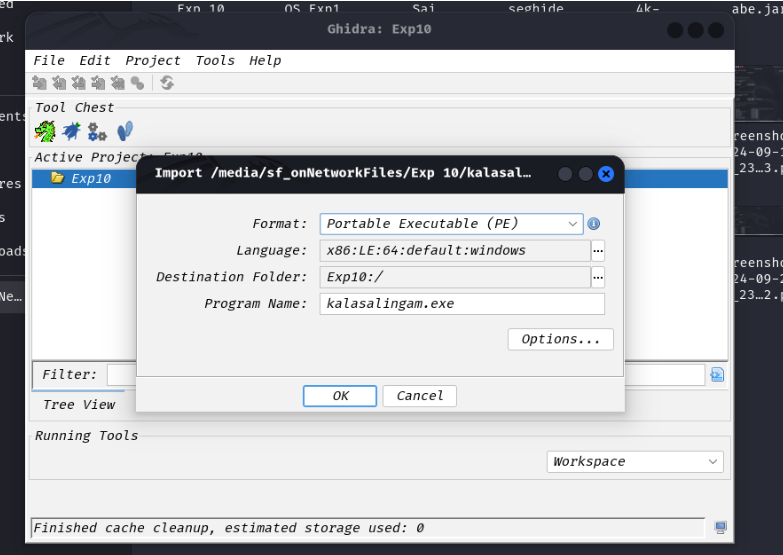 ed
Exp 10
OS Exp1
Sai
seghide
4k-
abe.jar
rk
Ghidra: Exp10
File Edit Project Tools Help
Tool Chest
ents
Active Project: Exp10
Import /media/sf_onNetworkFiles/Exp 10/kalasal…
Exp10
res
Format: Portable Executable (PE)
Language: x86:LE:64:default:windows
...
Destination Folder: Exp10:/
...
Program Name: kalasalingam.exe
Options...
s
oads
Ne…
reensho
24-09-
_23…3.p
reensho
24-09-2
_23…2.p
OK
Cancel
Filter:
Tree View
Running Tools
Workspace
Finished cache cleanup, estimated storage used: 0